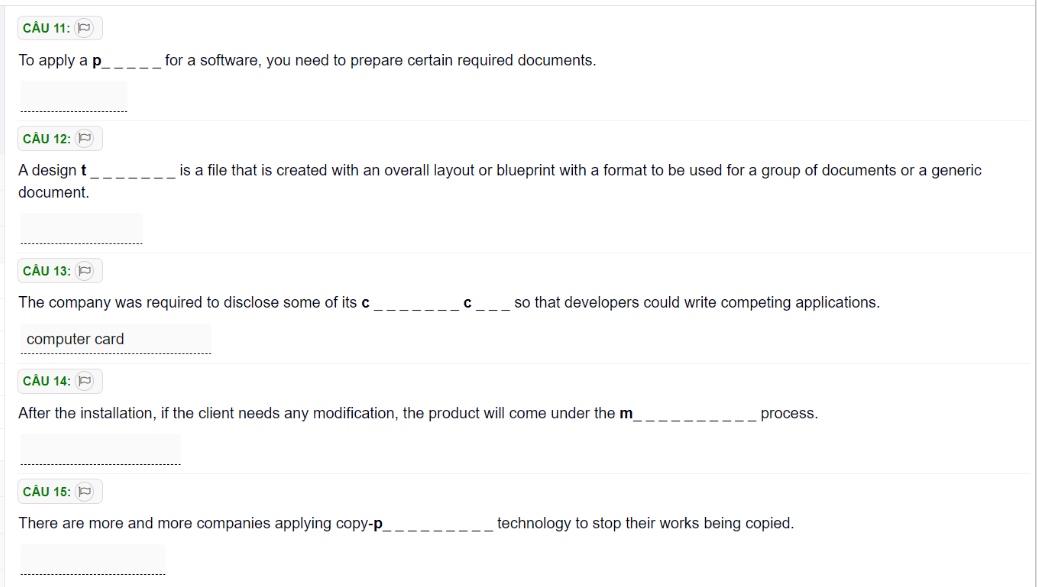 CÂU 11:
To apply a p_ _ _ _ _ for a software, you need to prepare certain required documents.
CÂU 12:
A design t _ _ _ _ _ _ _ is a file that is created with an overall layout or blueprint with a format to be used for a group of documents or a generic
document.
CÂU 13:
The company was required to disclose some of its c _ _ _ _ _ _ _ c _ _ _ so that developers could write competing applications.
computer card
CÂU 14:
After the installation, if the client needs any modification, the product will come under the m_ _ _ _ _ _ _ _ _ _ process.
CÂU 15:
There are more and more companies applying copy-p_ _ _ _ _ _ _ _ _ technology to stop their works being copied.